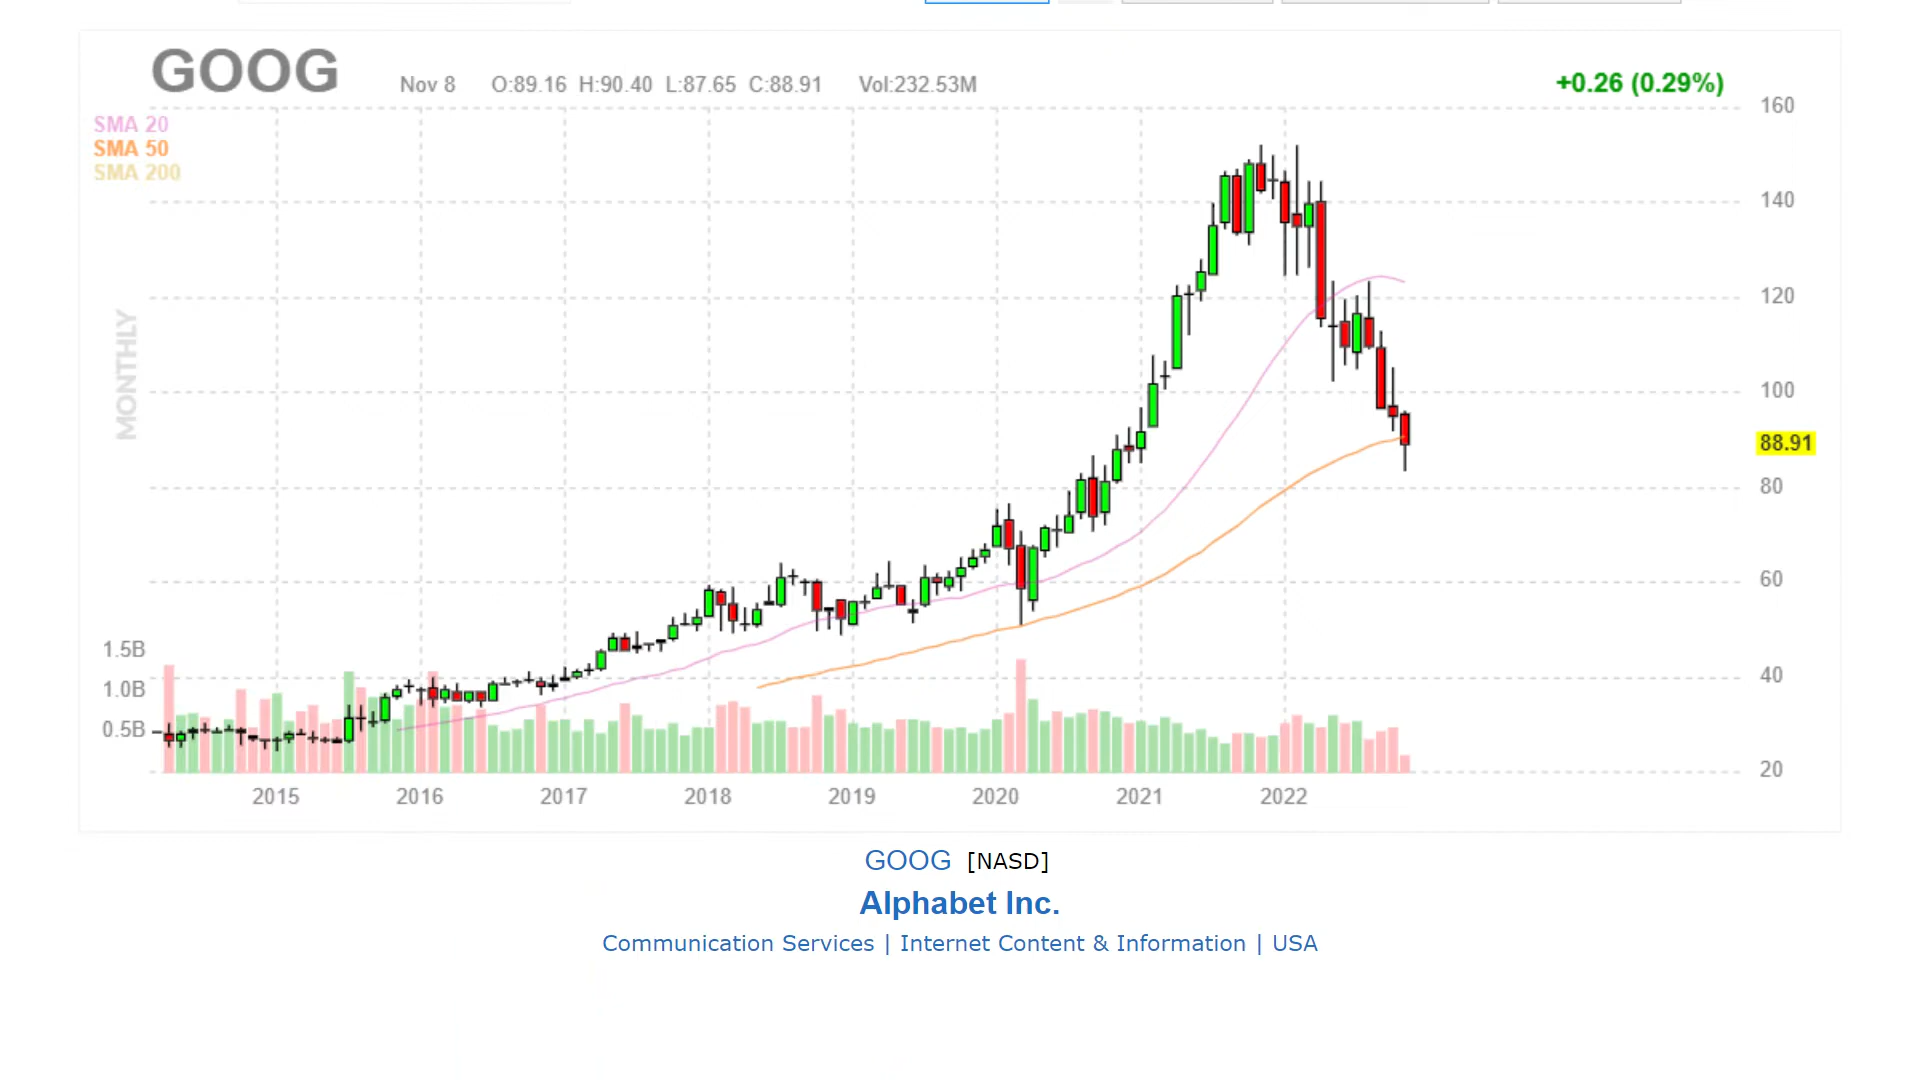 GOOG
Nov 8 O:89.16 H:90.40 L:87.65 C:88.91 Vol:232.53M
+0.26 (0.29%)
SMA 20
SMA 50
SMA 200
MONTHLY
160
140
120
100
88.91
80
60
40
20
1.5B
1.0B
0.5B
2015 2016 2017 2018 2019 2020 2021 2022
GOOG [NASD]
Alphabet Inc.
Communication Services | Internet Content & Information | USA